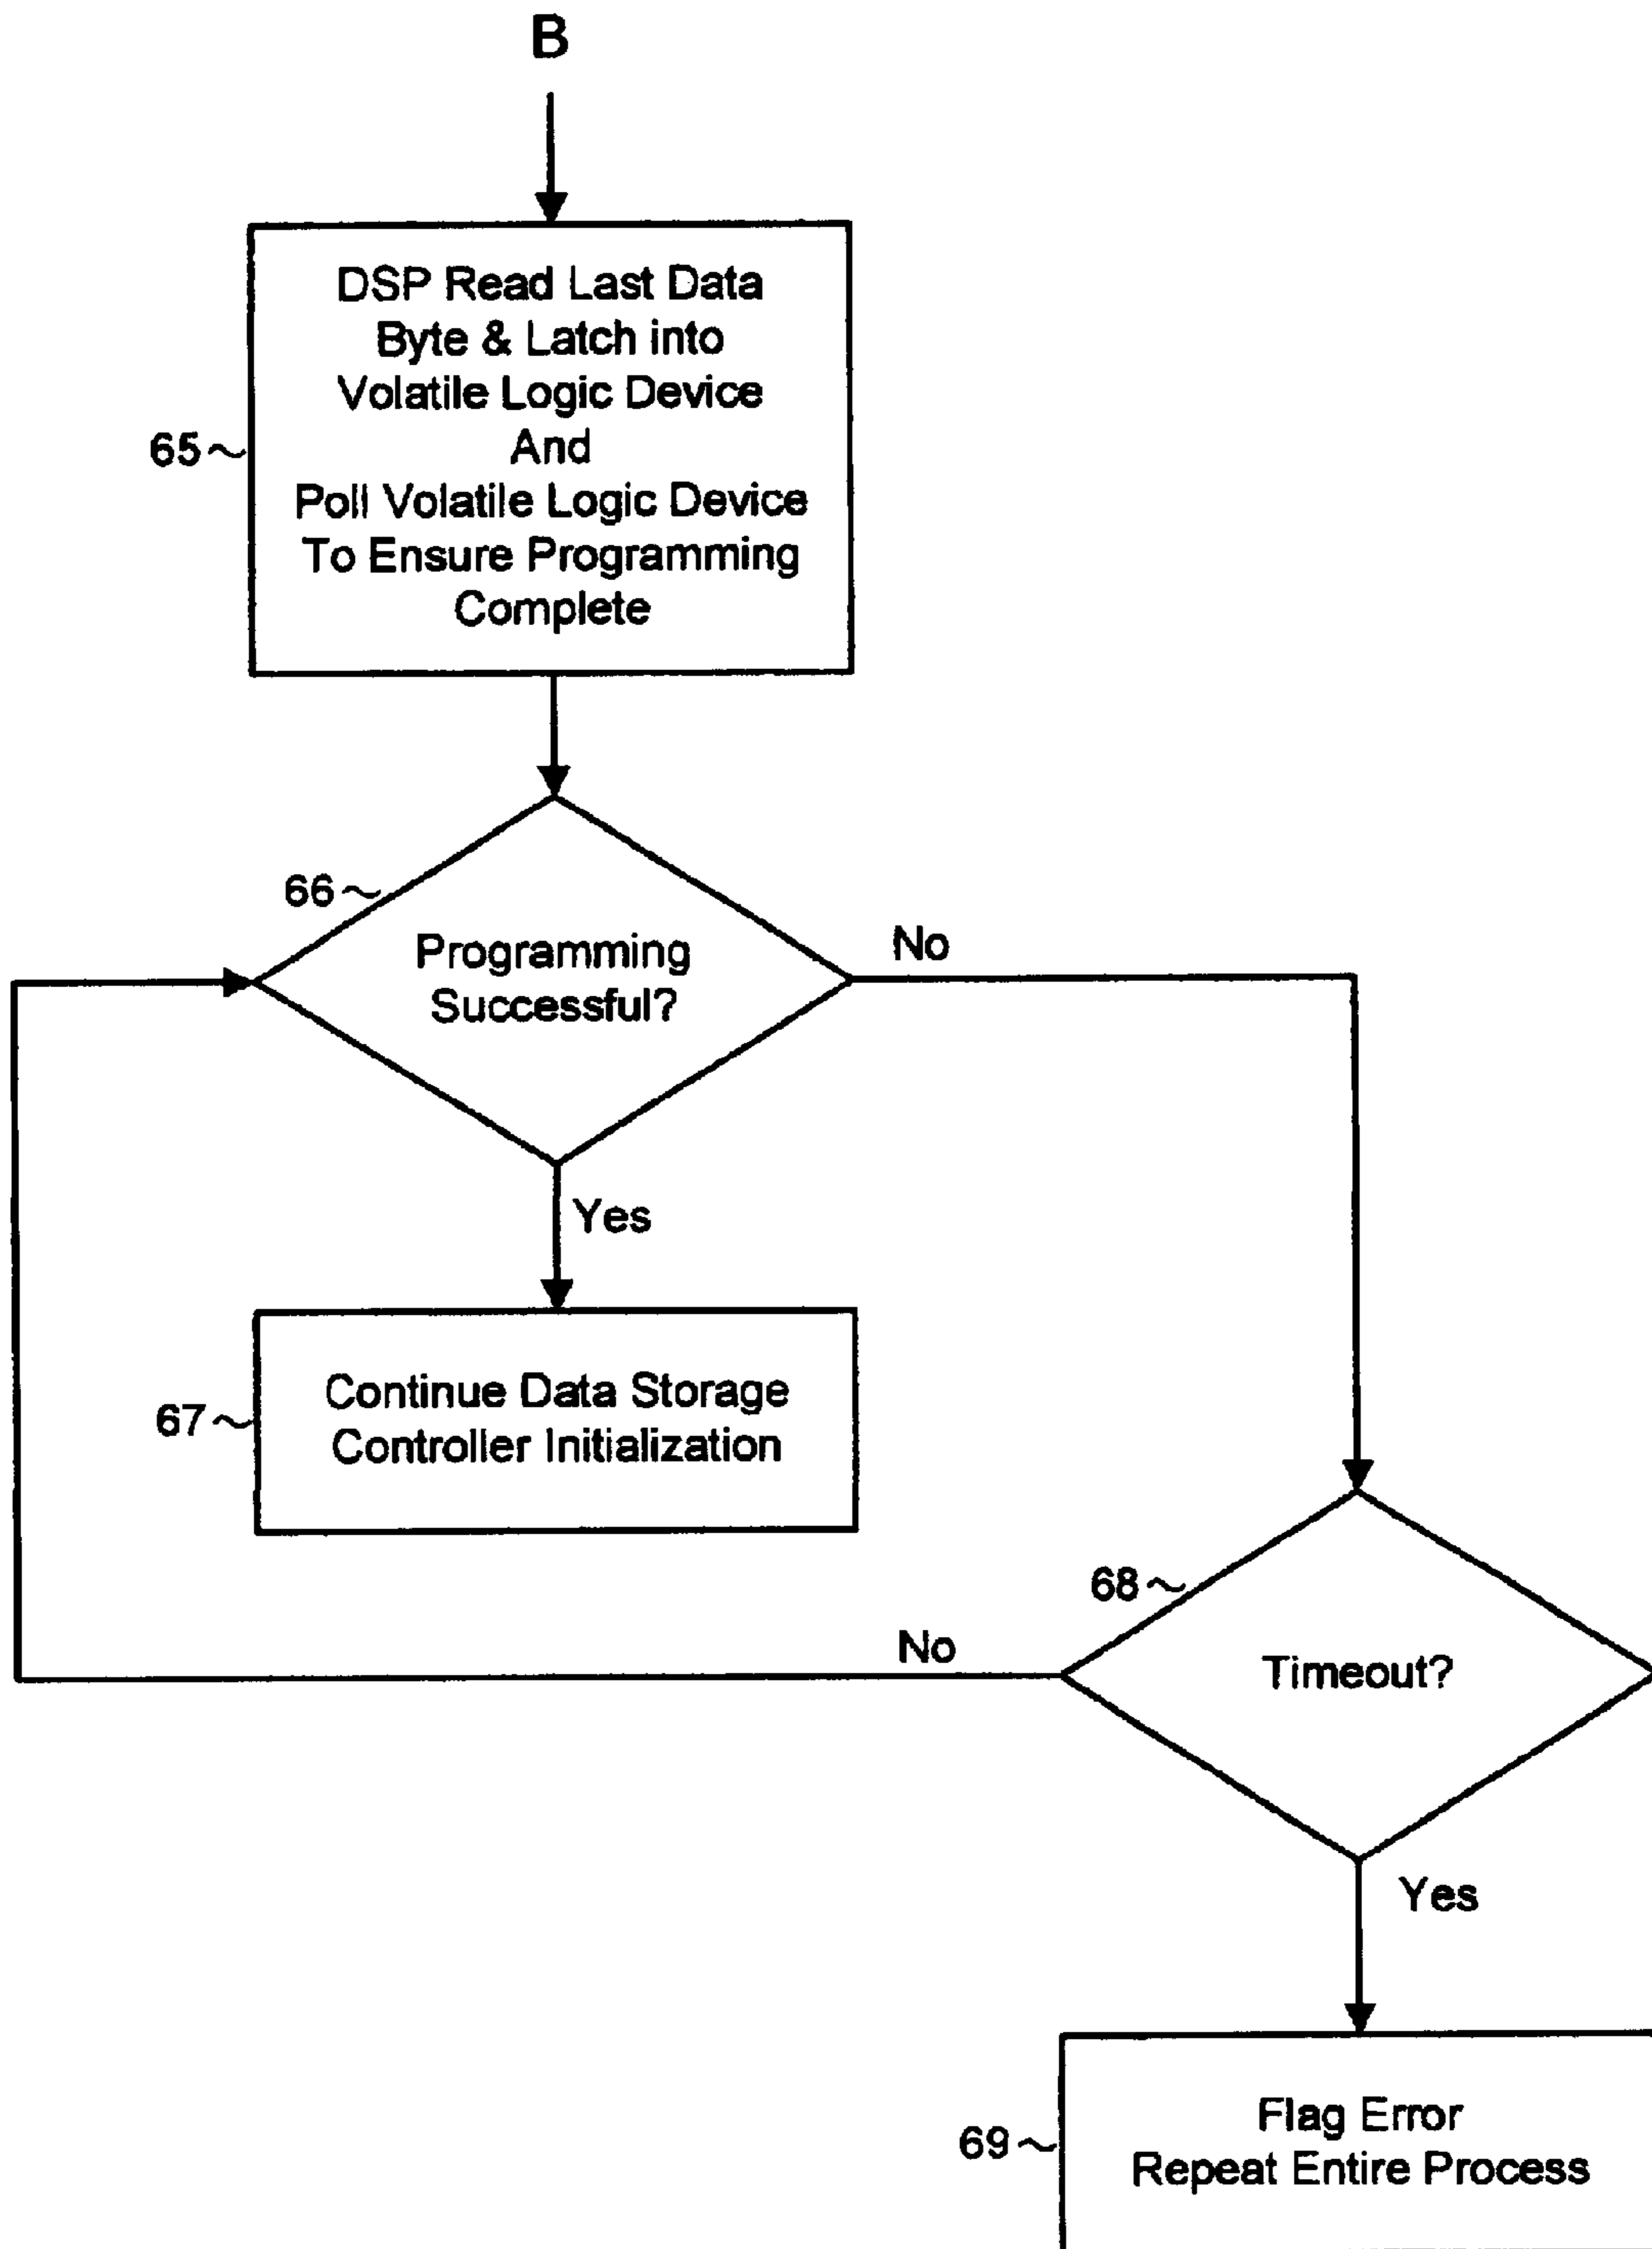 B
DSP Read Last Data
Byte & Latch into
Volatile Logic Device
And
Poll Volatile Logic Device
To Ensure Programming
Complete
65
66
Programming
Successful?
No
Yes
Continue Data Storage
Controller Initialization
67
68
Timeout?
No
Yes
Flag Error
Repeat Entire Process
69